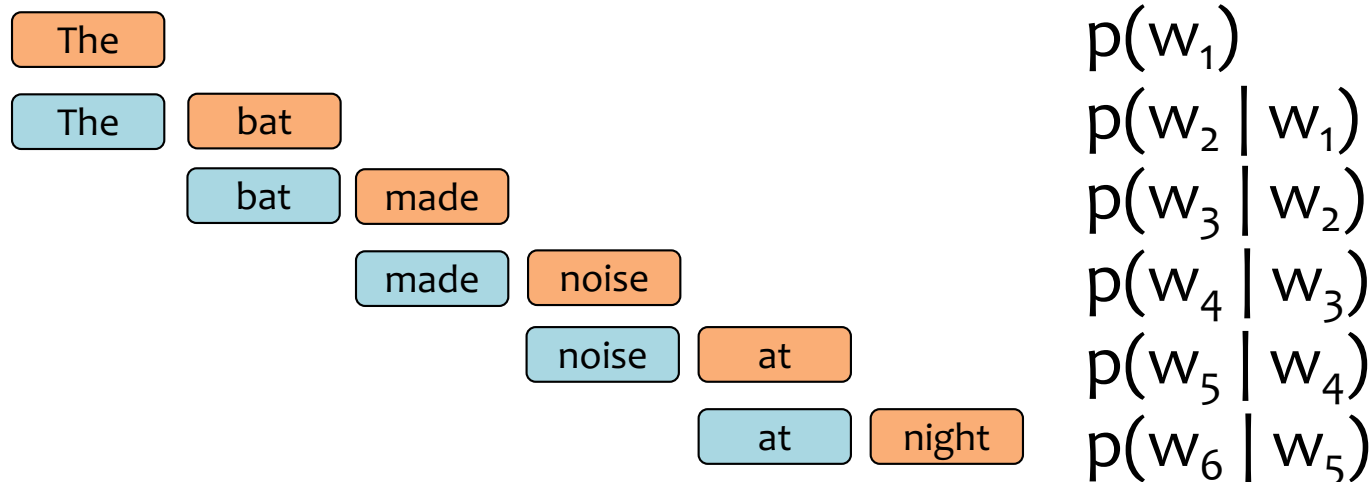 The p(w₁)
The bat p(w₂ | w₁)
bat made p(w₃ | w₂)
made noise p(w₄ | w₃)
noise at p(w₅ | w₄)
at night p(w₆ | w₅)